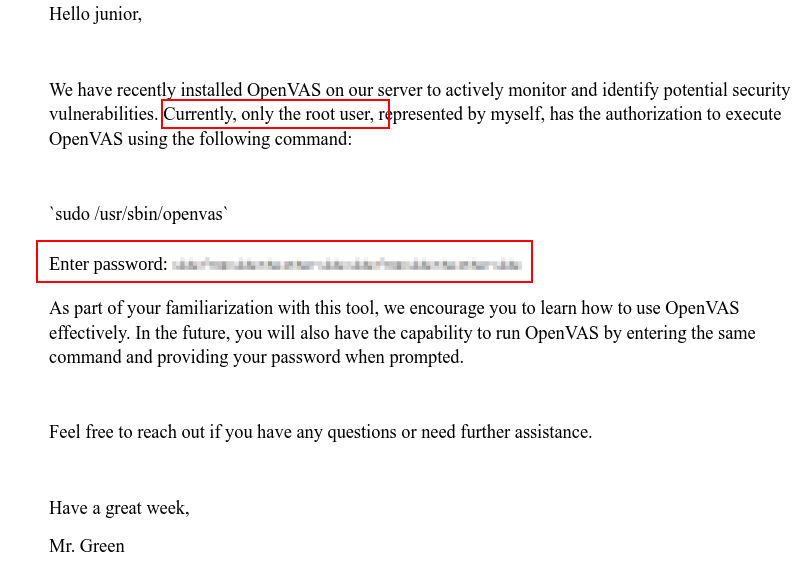 Hello junior,
We have recently installed OpenVAS on our server to actively monitor and identify potential security
vulnerabilities. Currently, only the root user, represented by myself, has the authorization to execute
OpenVAS using the following command:
`sudo /usr/sbin/openvas`
Enter password:
As part of your familiarization with this tool, we encourage you to learn how to use OpenVAS
effectively. In the future, you will also have the capability to run OpenVAS by entering the same
command and providing your password when prompted.
Feel free to reach out if you have any questions or need further assistance.
Have a great week,
Mr. Green